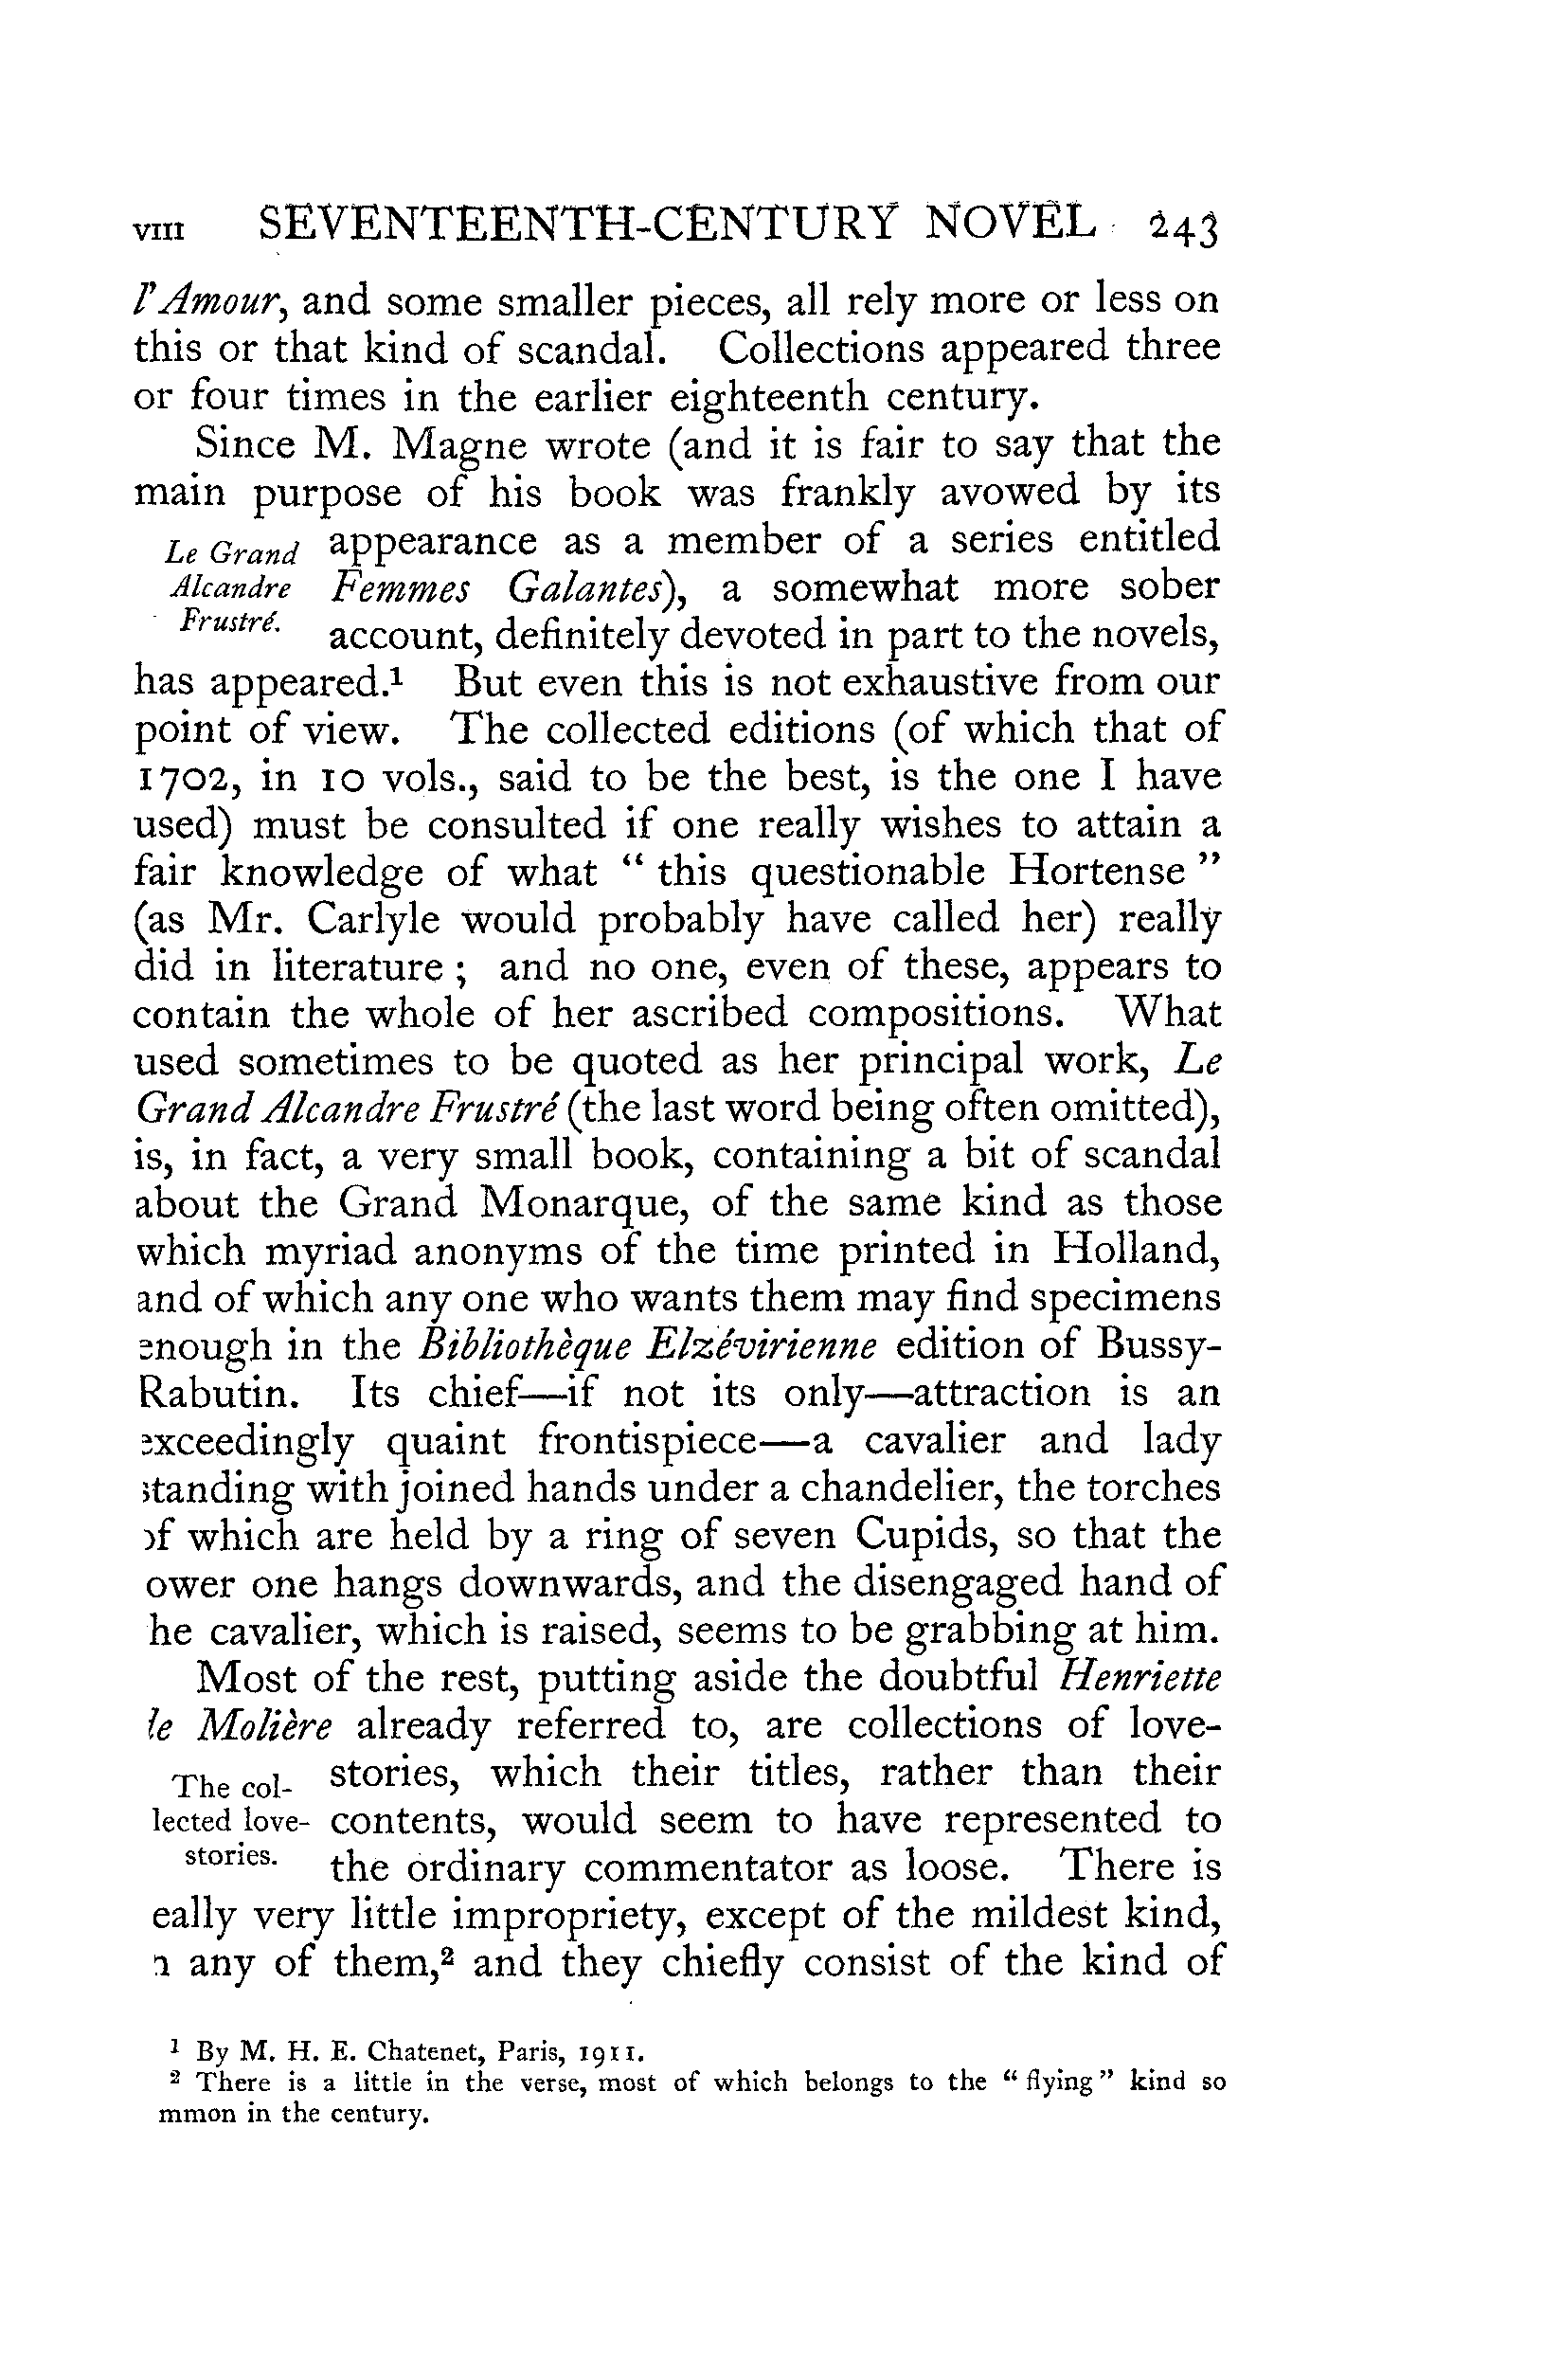 VIII SEVENTEENTH-CENTURY NOVEL 243
l'Amour, and some smaller pieces, all rely more or less on
this or that kind of scandal. Collections appeared three
or four times in the earlier eighteenth century.
Since M. Magne wrote (and it is fair to say that the
main purpose of his book was frankly avowed by its
Le Grand
Alcandre
Frustré.
appearance as a member of a series entitled
Femmes Galantes), a somewhat more sober
account, definitely devoted in part to the novels,
has appeared.¹ But even this is not exhaustive from our
point of view. The collected editions (of which that of
1702, in 10 vols., said to be the best, is the one I have
used) must be consulted if one really wishes to attain a
fair knowledge of what “ this questionable Hortense ”
(as Mr. Carlyle would probably have called her) really
did in literature ; and no one, even of these, appears to
contain the whole of her ascribed compositions. What
used sometimes to be quoted as her principal work, Le
Grand Alcandre Frustré (the last word being often omitted),
is, in fact, a very small book, containing a bit of scandal
about the Grand Monarque, of the same kind as those
which myriad anonyms of the time printed in Holland,
and of which any one who wants them may find specimens
enough in the Bibliothèque Elzévirienne edition of Bussy-
Rabutin. Its chief—if not its only—attraction is an
exceedingly quaint frontispiece—a cavalier and lady
standing with joined hands under a chandelier, the torches
of which are held by a ring of seven Cupids, so that the
ower one hangs downwards, and the disengaged hand of
he cavalier, which is raised, seems to be grabbing at him.
Most of the rest, putting aside the doubtful Henriette
de Molière already referred to, are collections of love-
The col-
lected love-
stories.
stories, which their titles, rather than their
contents, would seem to have represented to
the ordinary commentator as loose. There is
eally very little impropriety, except of the mildest kind,
n any of them,² and they chiefly consist of the kind of
¹ By M. H. E. Chatenet, Paris, 1911.
² There is a little in the verse, most of which belongs to the “ flying ” kind so
mmon in the century.